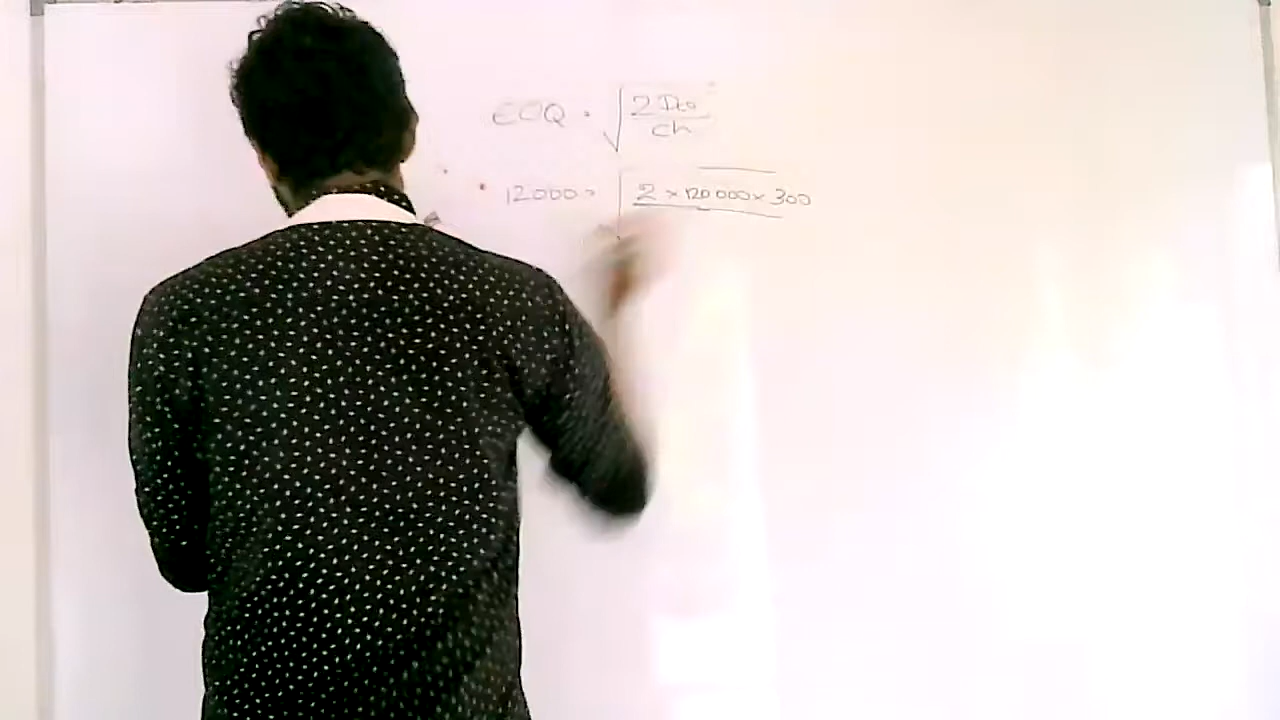 EOQ = √ 2DCo
Ch
12000 = √ 2 × 120000 × 300